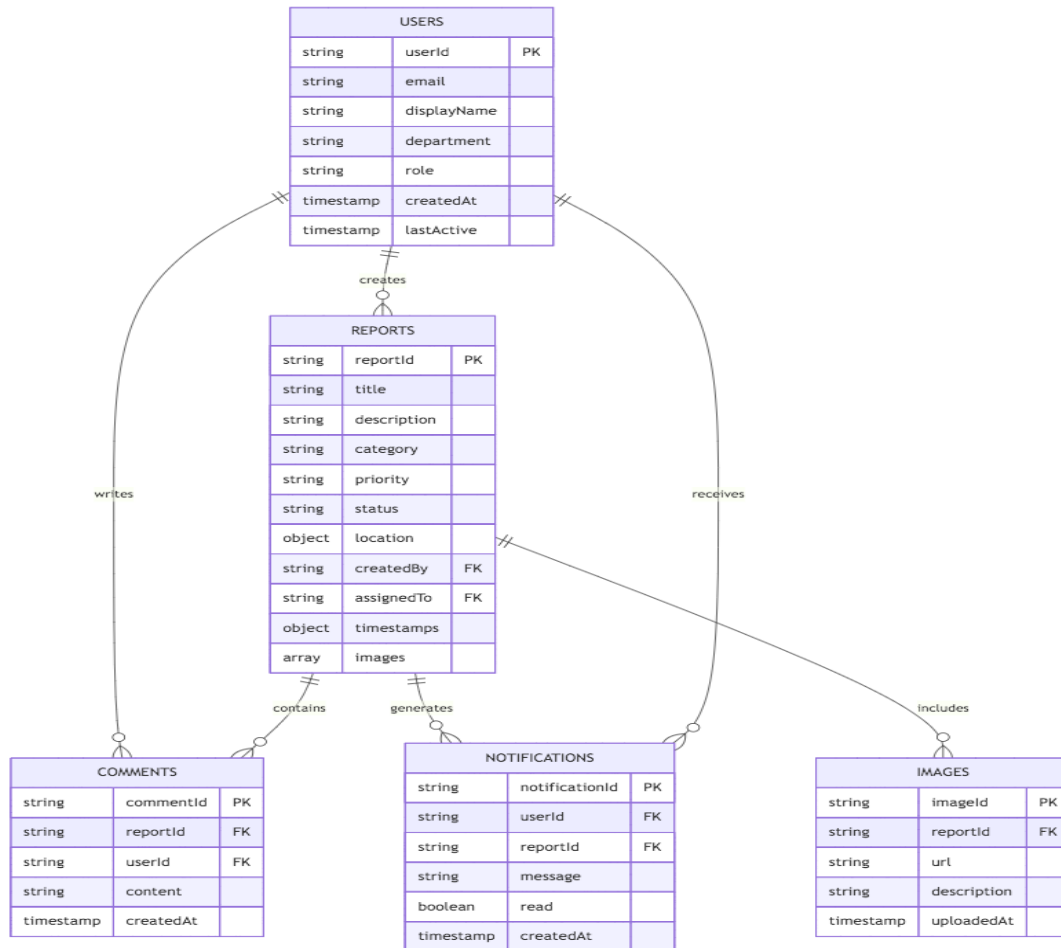 USERS
string userId PK
string email
string displayName
string department
string role
timestamp createdAt
timestamp lastActive
creates
REPORTS
string reportId PK
string title
string description
string category
string priority
string status
object location
string createdBy FK
string assignedTo FK
object timestamps
array images
writes
receives
contains
generates
includes
COMMENTS
string commentId PK
string reportId FK
string userId FK
string content
timestamp createdAt
NOTIFICATIONS
string notificationId PK
string userId FK
string reportId FK
string message
boolean read
timestamp createdAt
IMAGES
string imageId PK
string reportId FK
string url
string description
timestamp uploadedAt